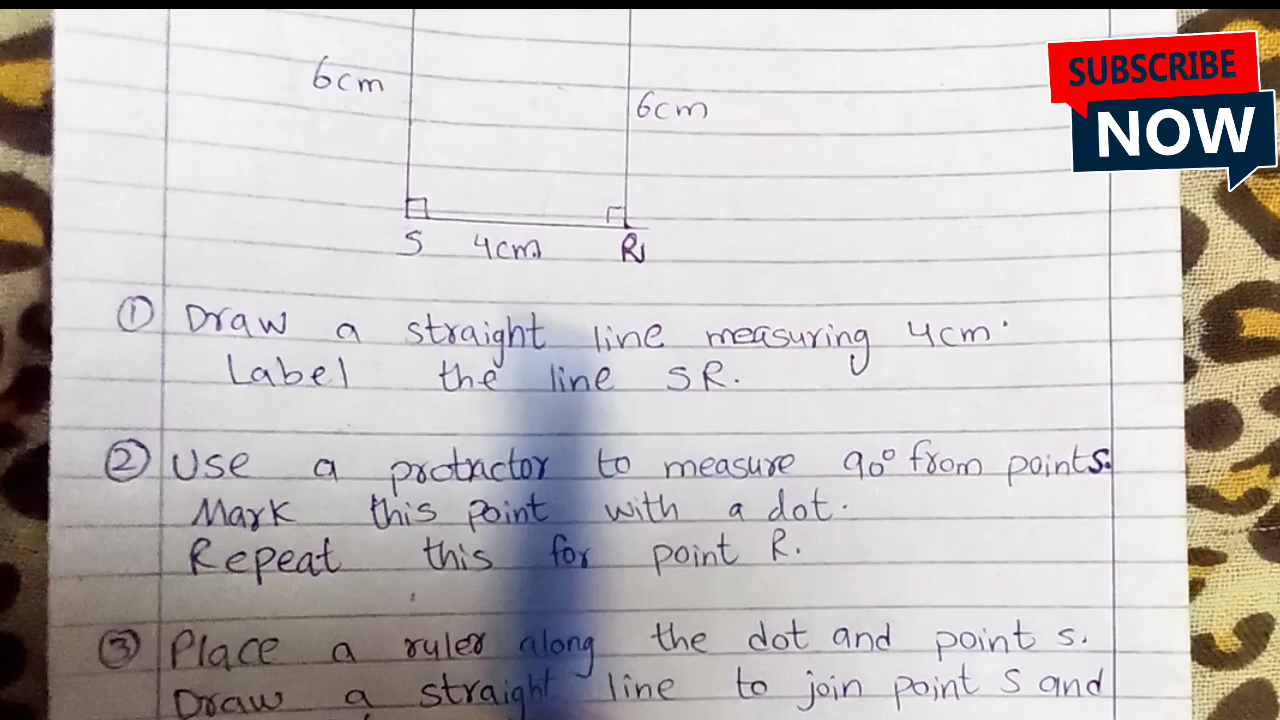 6cm
6cm
SUBSCRIBE
NOW
S 4cm R
① Draw a straight line measuring 4cm.
Label the line SR.
② Use a protractor to measure 90° from point S.
Mark this point with a dot.
Repeat this for point R.
③ Place a ruler along the dot and point s.
Draw a straight line to join point S and